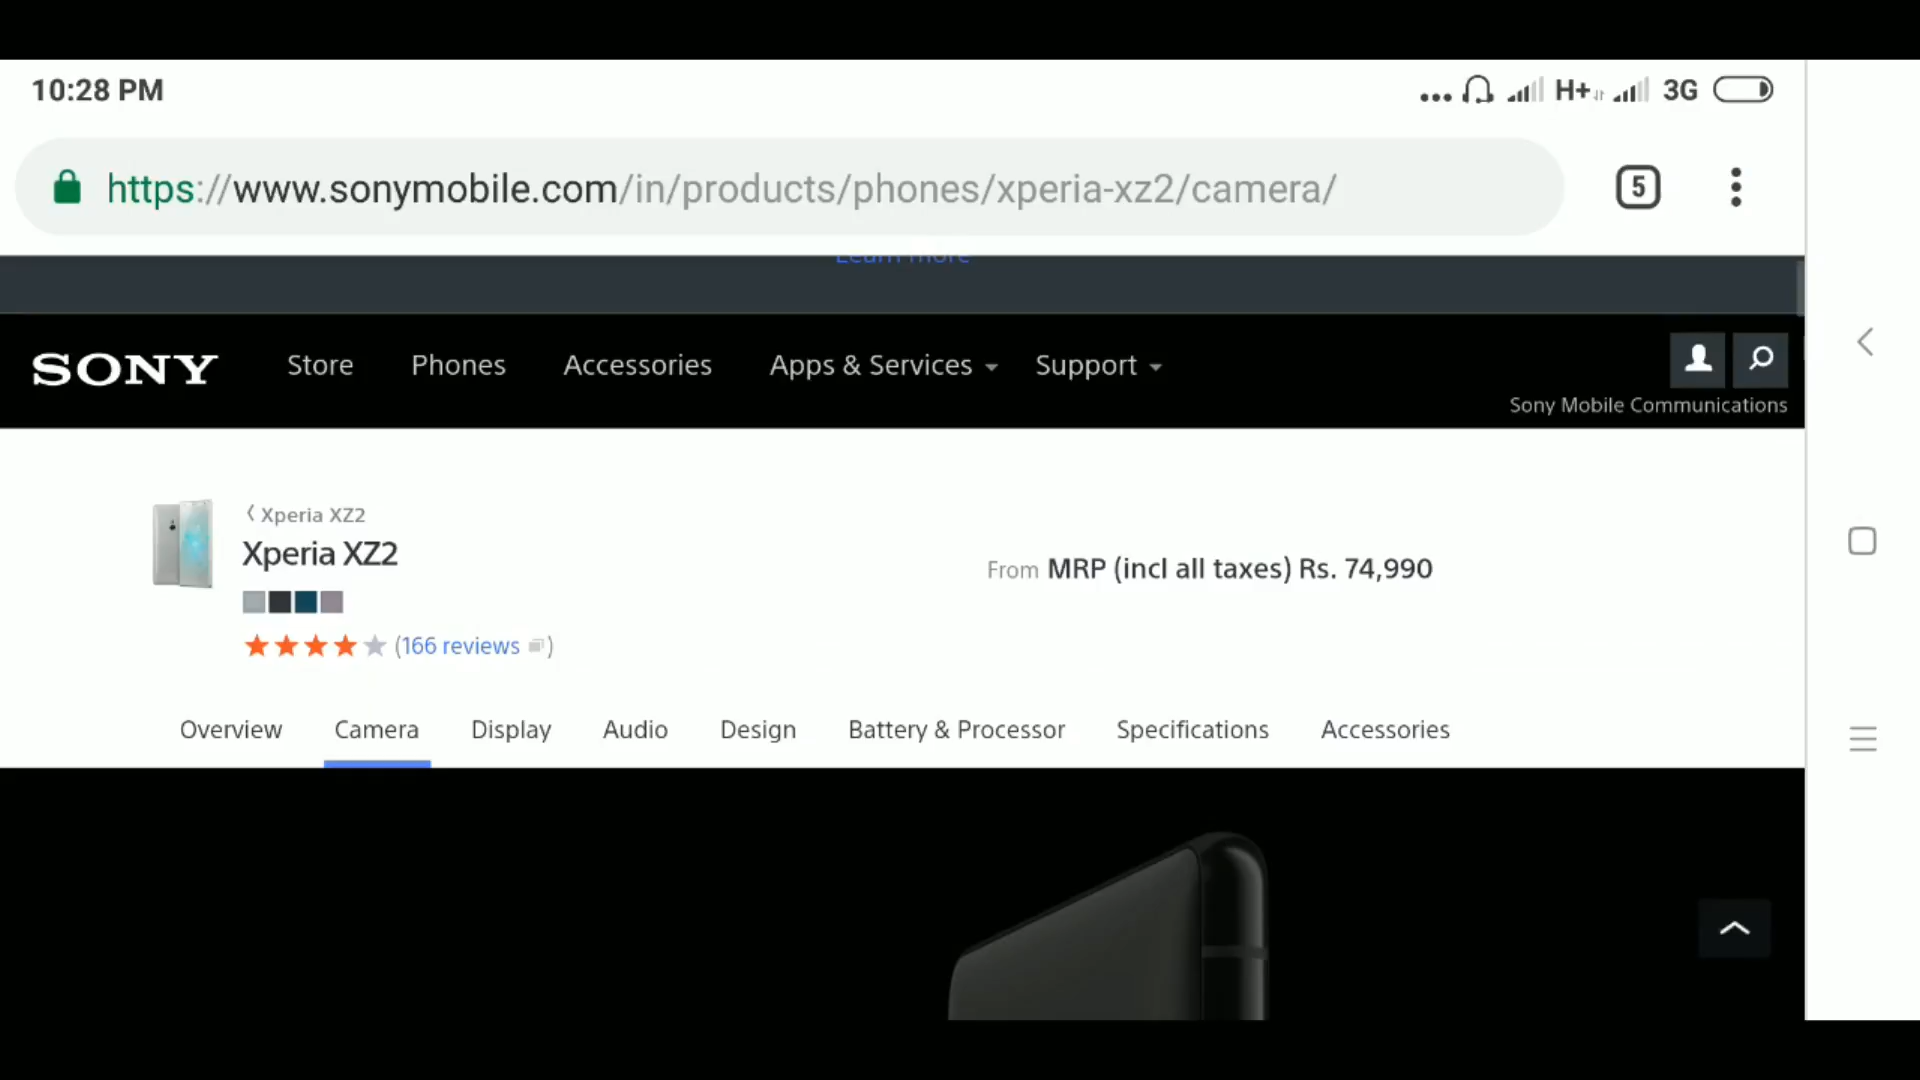 10:28 PM
... H+ 3G
https://www.sonymobile.com/in/products/phones/xperia-xz2/camera/
5
Learn more
SONY
Store Phones Accessories Apps & Services Support
Sony Mobile Communications
Xperia XZ2
Xperia XZ2
From MRP (incl all taxes) Rs. 74,990
(166 reviews)
Overview Camera Display Audio Design Battery & Processor Specifications Accessories